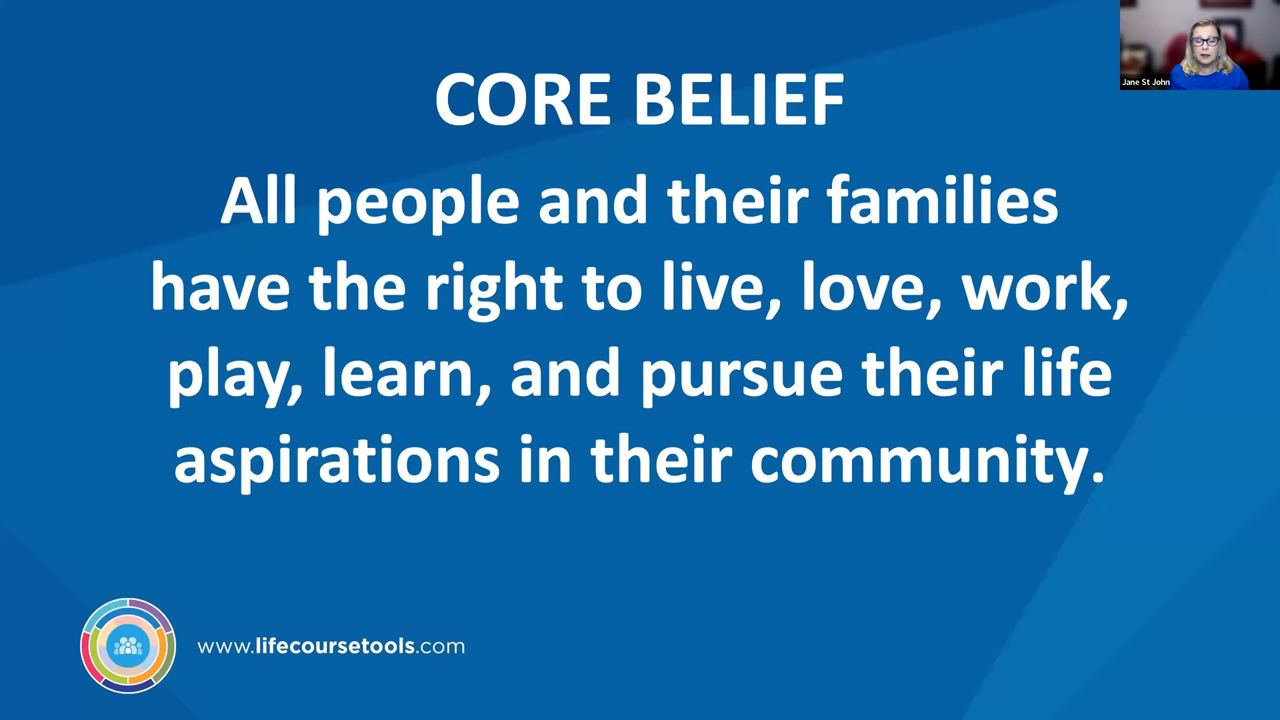 CORE BELIEF
All people and their families
have the right to live, love, work,
play, learn, and pursue their life
aspirations in their community.
www.lifecoursetools.com
Jane St John